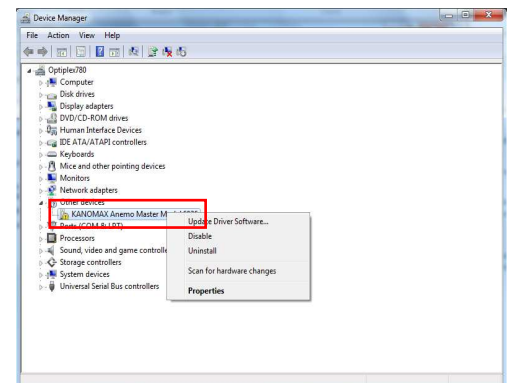 Device Manager
File Action View Help
Optiplex780
Computer
Disk drives
Display adapters
DVD/CD-ROM drives
Human Interface Devices
IDE ATA/ATAPI controllers
Keyboards
Mice and other pointing devices
Monitors
Network adapters
Other devices
KANOMAX Anemo Master Model
Ports (COM & LPT)
Processors
Sound, video and game controlle
Storage controllers
System devices
Universal Serial Bus controllers
Update Driver Software...
Disable
Uninstall
Scan for hardware changes
Properties